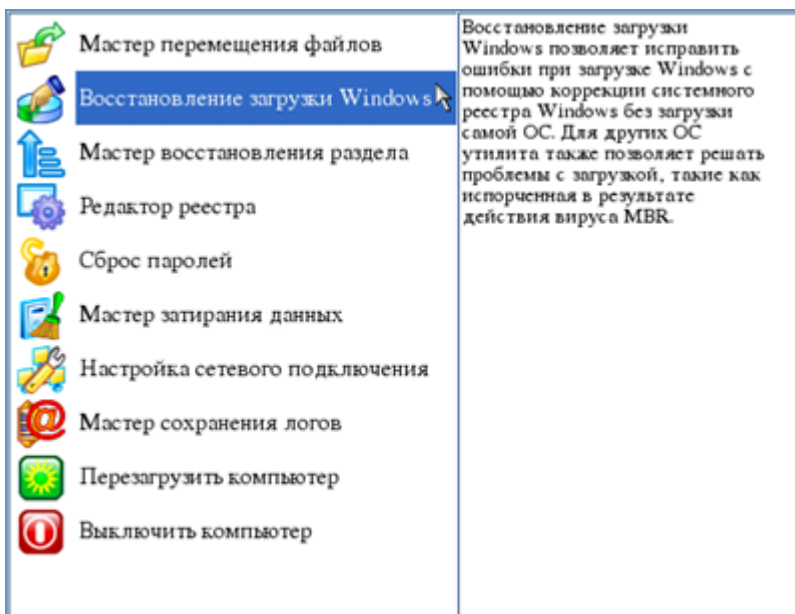 Мастер перемещения файлов
Восстановление загрузки Windows
Мастер восстановления раздела
Редактор реестра
Сброс паролей
Мастер затирания данных
Настройка сетевого подключения
Мастер сохранения логов
Перезагрузить компьютер
Выключить компьютер
Восстановление загрузки
Windows позволяет исправить
ошибки при загрузке Windows с
помощью коррекции системного
реестра Windows без загрузки
самой ОС. Для других ОС
утилита также позволяет решать
проблемы с загрузкой, такие как
испорченная в результате
действия вируса MBR.